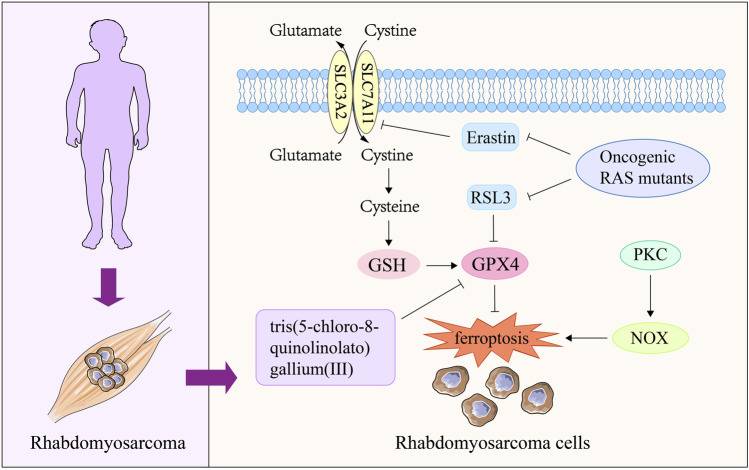 Glutamate
Cystine
SLC3A2
SLC7A11
Glutamate
Cystine
Erastin
Oncogenic
RAS mutants
Cysteine
RSL3
GSH
GPX4
PKC
tris(5-chloro-8-
quinolinolato)
gallium(III)
ferroptosis
NOX
Rhabdomyosarcoma
Rhabdomyosarcoma cells